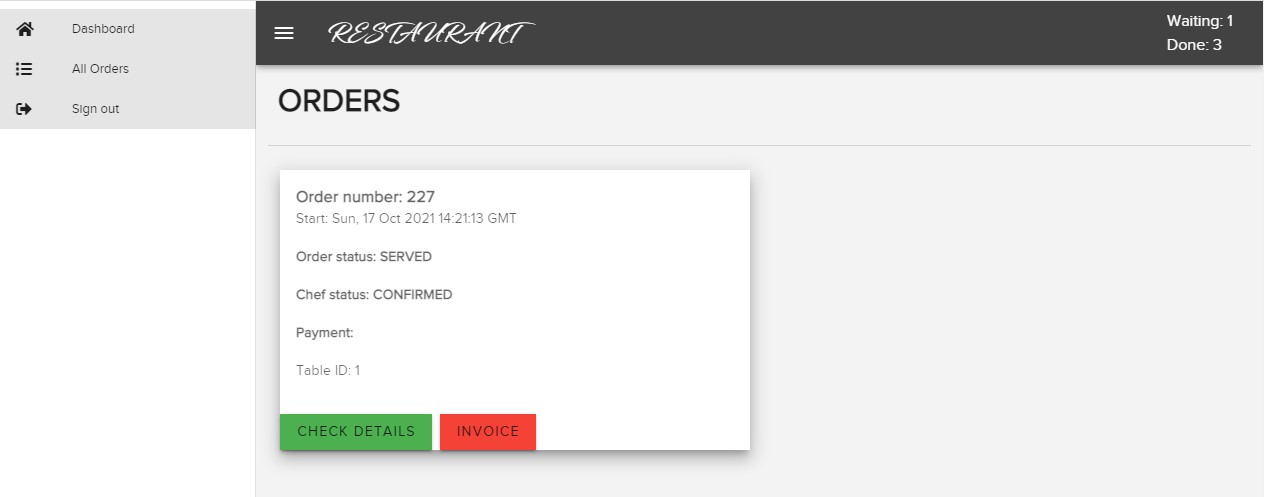 Dashboard
All Orders
Sign out
RESTAURANT
Waiting: 1
Done: 3
ORDERS
Order number: 227
Start: Sun, 17 Oct 2021 14:21:13 GMT
Order status: SERVED
Chef status: CONFIRMED
Payment:
Table ID: 1
CHECK DETAILS
INVOICE